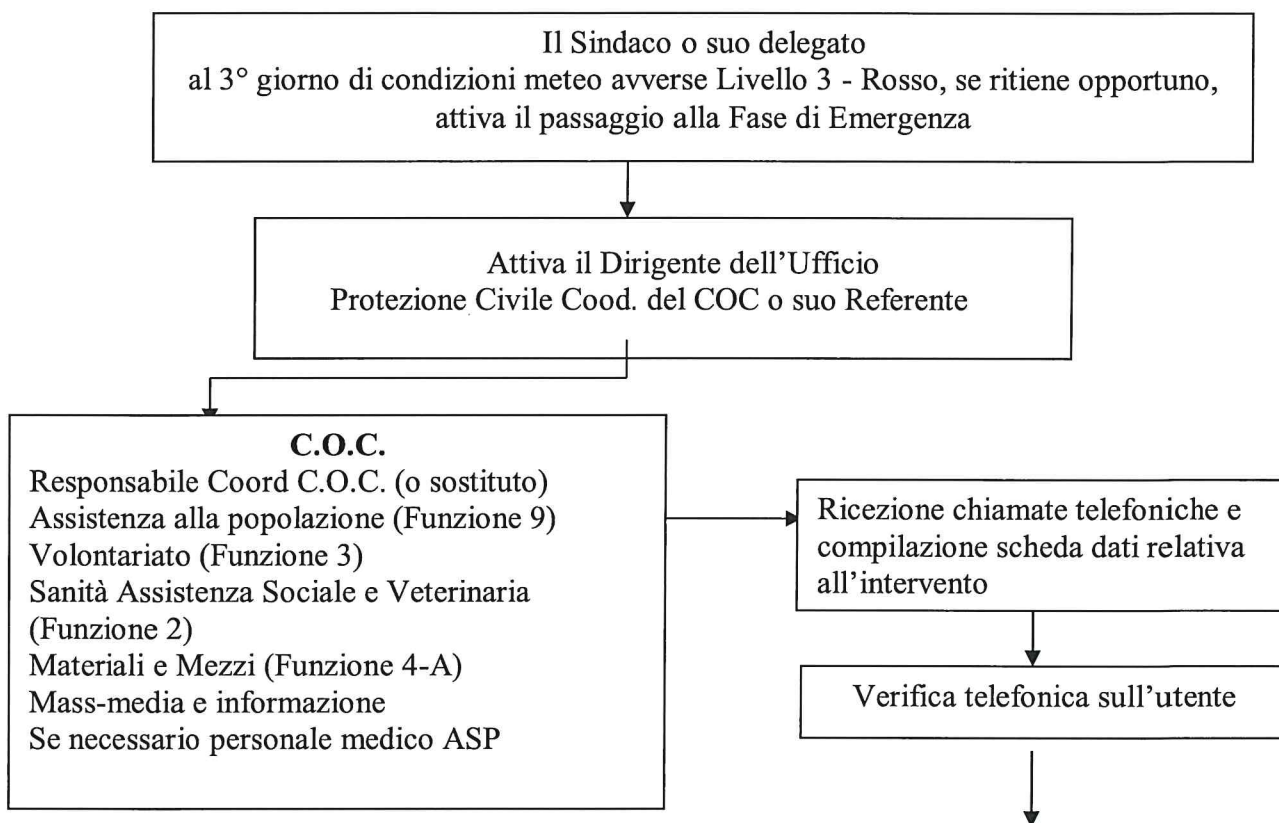 Il Sindaco o suo delegato
al 3° giorno di condizioni meteo avverse Livello 3 - Rosso, se ritiene opportuno,
attiva il passaggio alla Fase di Emergenza
Attiva il Dirigente dell'Ufficio
Protezione Civile Cood. del COC o suo Referente
C.O.C.
Responsabile Coord C.O.C. (o sostituto)
Assistenza alla popolazione (Funzione 9)
Volontariato (Funzione 3)
Sanità Assistenza Sociale e Veterinaria
(Funzione 2)
Materiali e Mezzi (Funzione 4-A)
Mass-media e informazione
Se necessario personale medico ASP
Ricezione chiamate telefoniche e
compilazione scheda dati relativa
all'intervento
Verifica telefonica sull'utente